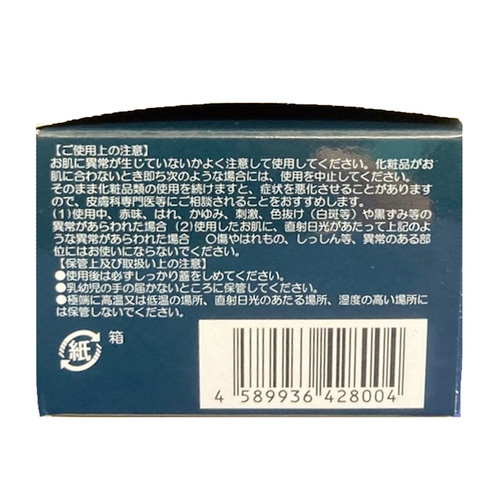 【ご使用上の注意】
お肌に異常が生じていないかよく注意して使用してください。化粧品がお
肌に合わないとき即ち次のような場合には、使用を中止してください。
そのまま化粧品類の使用を続けますと、症状を悪化させることがあります
ので、皮膚科専門医等にご相談されることをおすすめします。
(1)使用中、赤味、はれ、かゆみ、刺激、色抜け(白斑等)や黒ずみ等の
異常があらわれた場合 (2)使用したお肌に、直射日光があたって上記のよ
うな異常があらわれた場合 〇傷やはれもの、しっしん等、異常のある部
位にはお使いにならないでください。
【保管上及び取扱い上の注意】
●使用後は必ずしっかり蓋をしめてください。
●乳幼児の手の届かないところに保管してください。
●極端に高温又は低温の場所、直射日光のあたる場所、湿度の高い場所に
は保管しないでください。
紙 箱
4 589936 428004